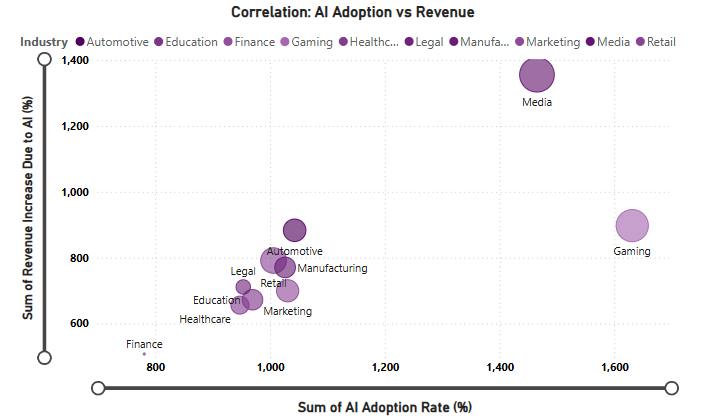 Correlation: AI Adoption vs Revenue
Industry Automotive Education Finance Gaming Healthc... Legal Manufa... Marketing Media Retail
Sum of Revenue Increase Due to AI (%)
1,400
1,200
1,000
800
600
Media
Gaming
Automotive
Manufacturing
Legal
Retail
Education
Marketing
Healthcare
Finance
800 1,000 1,200 1,400 1,600
Sum of AI Adoption Rate (%)